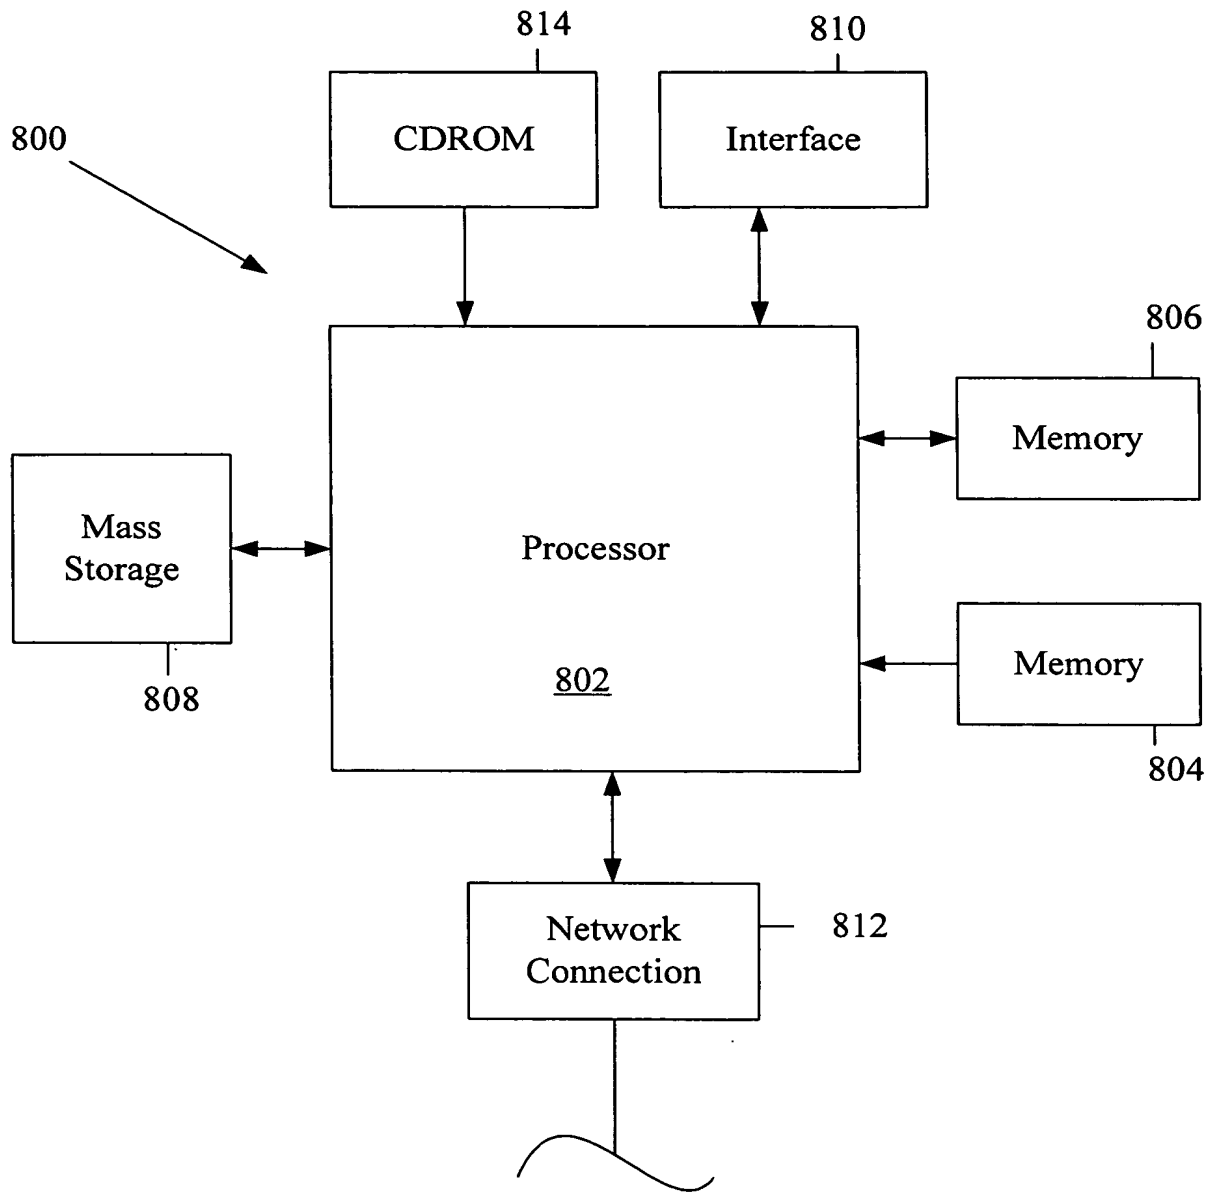 814
810
800
CDROM
Interface
806
Memory
Mass
Storage
Processor
808
802
Memory
804
Network
Connection
812